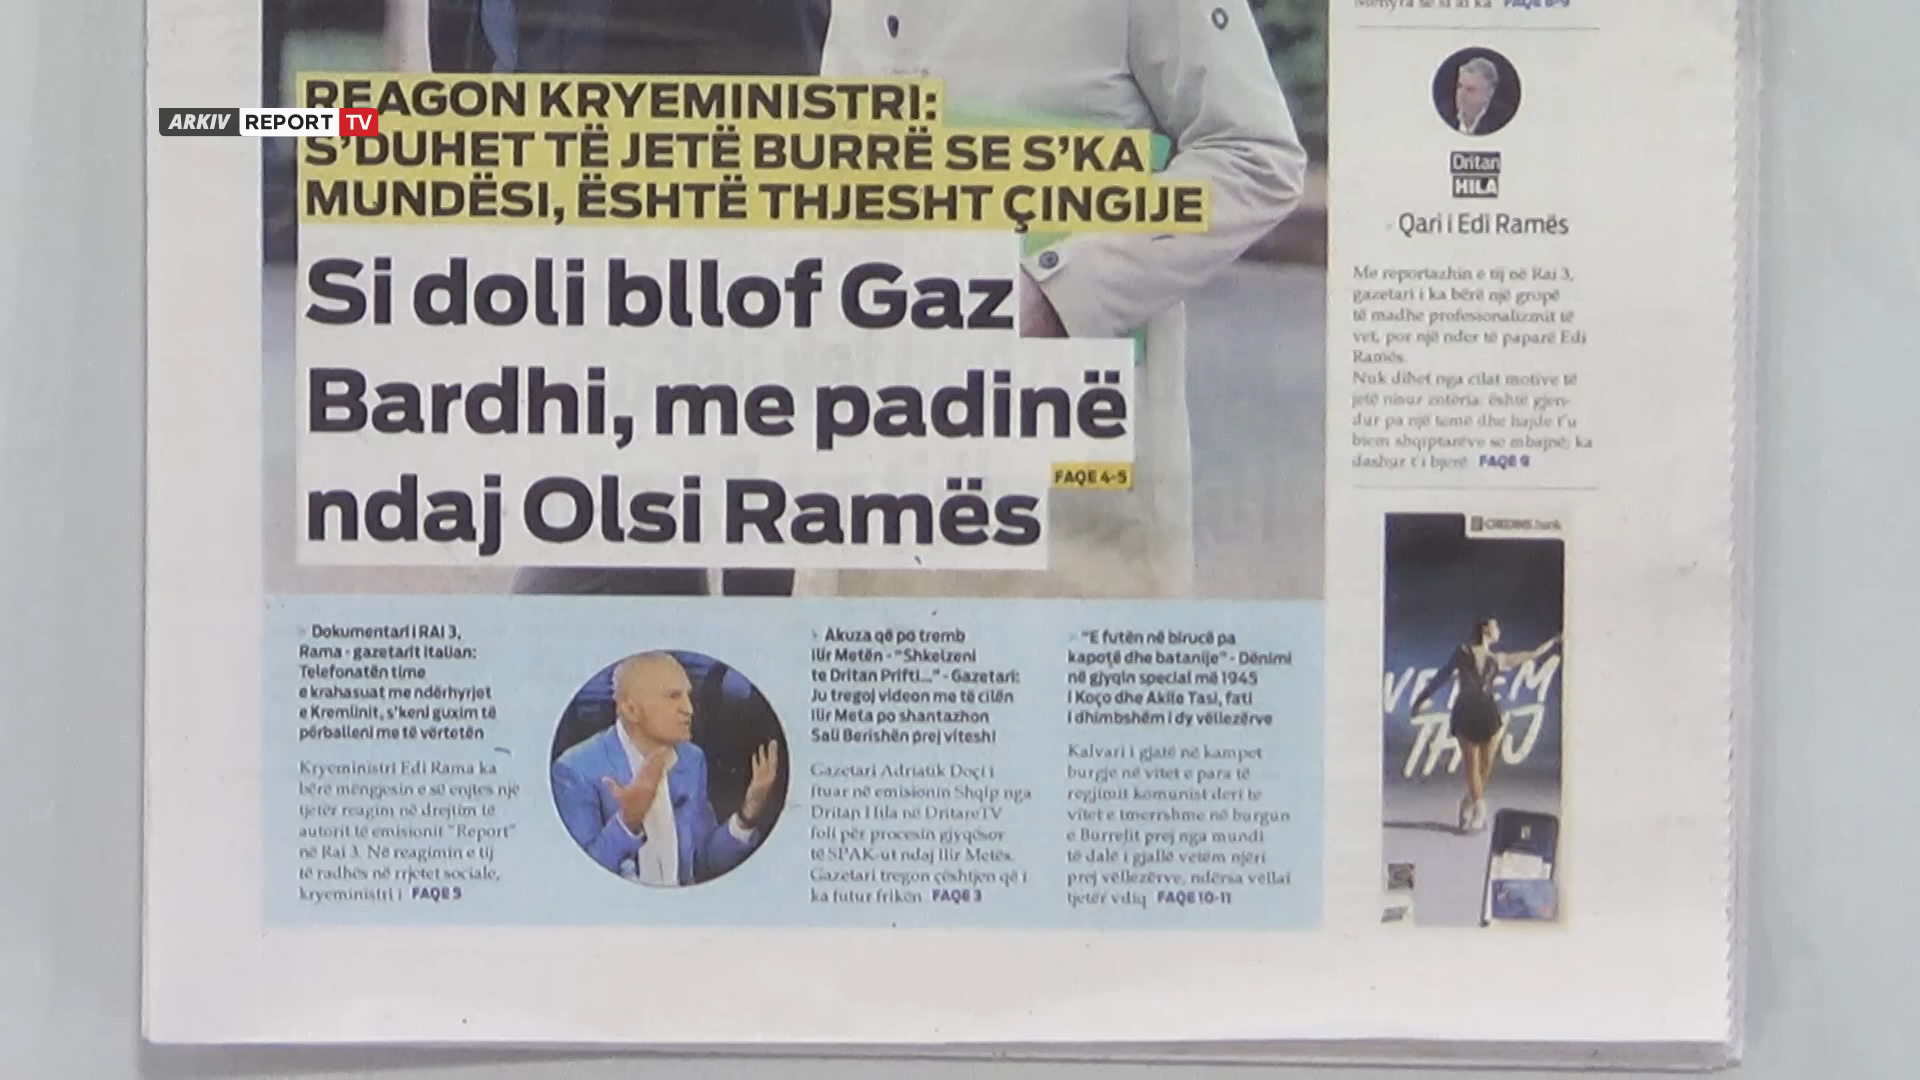 ARKIV REPORT TV
REAGON KRYEMINISTRI:
S'DUHET TË JETË BURRË SE S'KA
MUNDËSI, ËSHTË THJESHT ÇINGIJE
Si doli bllof Gaz
Bardhi, me padinë
ndaj Olsi Ramës
FAQE 4-5
Dokumentari i RAI 3,
Rama - gazetarit italian:
Telefonatën time
e krahasuat me ndërhyrjet
e Kremlinit, s'keni guxim të
përballeni me të vërtetën
Kryeministri Edi Rama ka
bërë mëngjesin e së enjtes një
tjetër reagim në drejtim të
autorit të emisionit "Report"
në Rai 3. Në reagimin e tij
të radhës në rrjetet sociale,
kryeministri i FAQE 5
Akuza që po tremb
Ilir Metën - "Shkelzeni
te Dritan Prifti..." - Gazetari:
Ju tregoj videon me të cilën
Ilir Meta po shantazhon
Sali Berishën prej vitesh!
Gazetari Adriatik Doçi i
ftuar në emisionin Shqip nga
Dritan Hila në DritareTV
foli për procesin gjyqësor
të SPAK-ut ndaj Ilir Metës.
Gazetari tregon çështjen që i
ka futur frikën FAQE 3
"E futën në birucë pa
kapotë dhe batanije" - Dënimi
në gjyqin special më 1945
i Koço dhe Akile Tasi, fati
i dhimbshëm i dy vëllezërve
Kalvari i gjatë në kampet
burgje në vitet e para të
regjimit komunist deri te
vitet e tmerrshme në burgun
e Burrelit prej nga mundi
të dalë i gjallë vetëm njëri
prej vëllezërve, ndërsa vëllai
tjetër vdiq FAQE 10-11
Mënyra se si ai ka FAQE 8-9
Dritan
HILA
Qari i Edi Ramës
Me reportazhin e tij në Rai 3,
gazetari i ka bërë një gropë
të madhe profesionalizmit të
vet, por një nder të paparë Edi
Ramës.
Nuk dihet nga cilat motive të
jetë nisur zotëria: është gjen-
dur pa një temë dhe hajde t'u
biem shqiptarëve se mbajnë; ka
dashur t'i bjerë FAQE 9
CREDINS bank